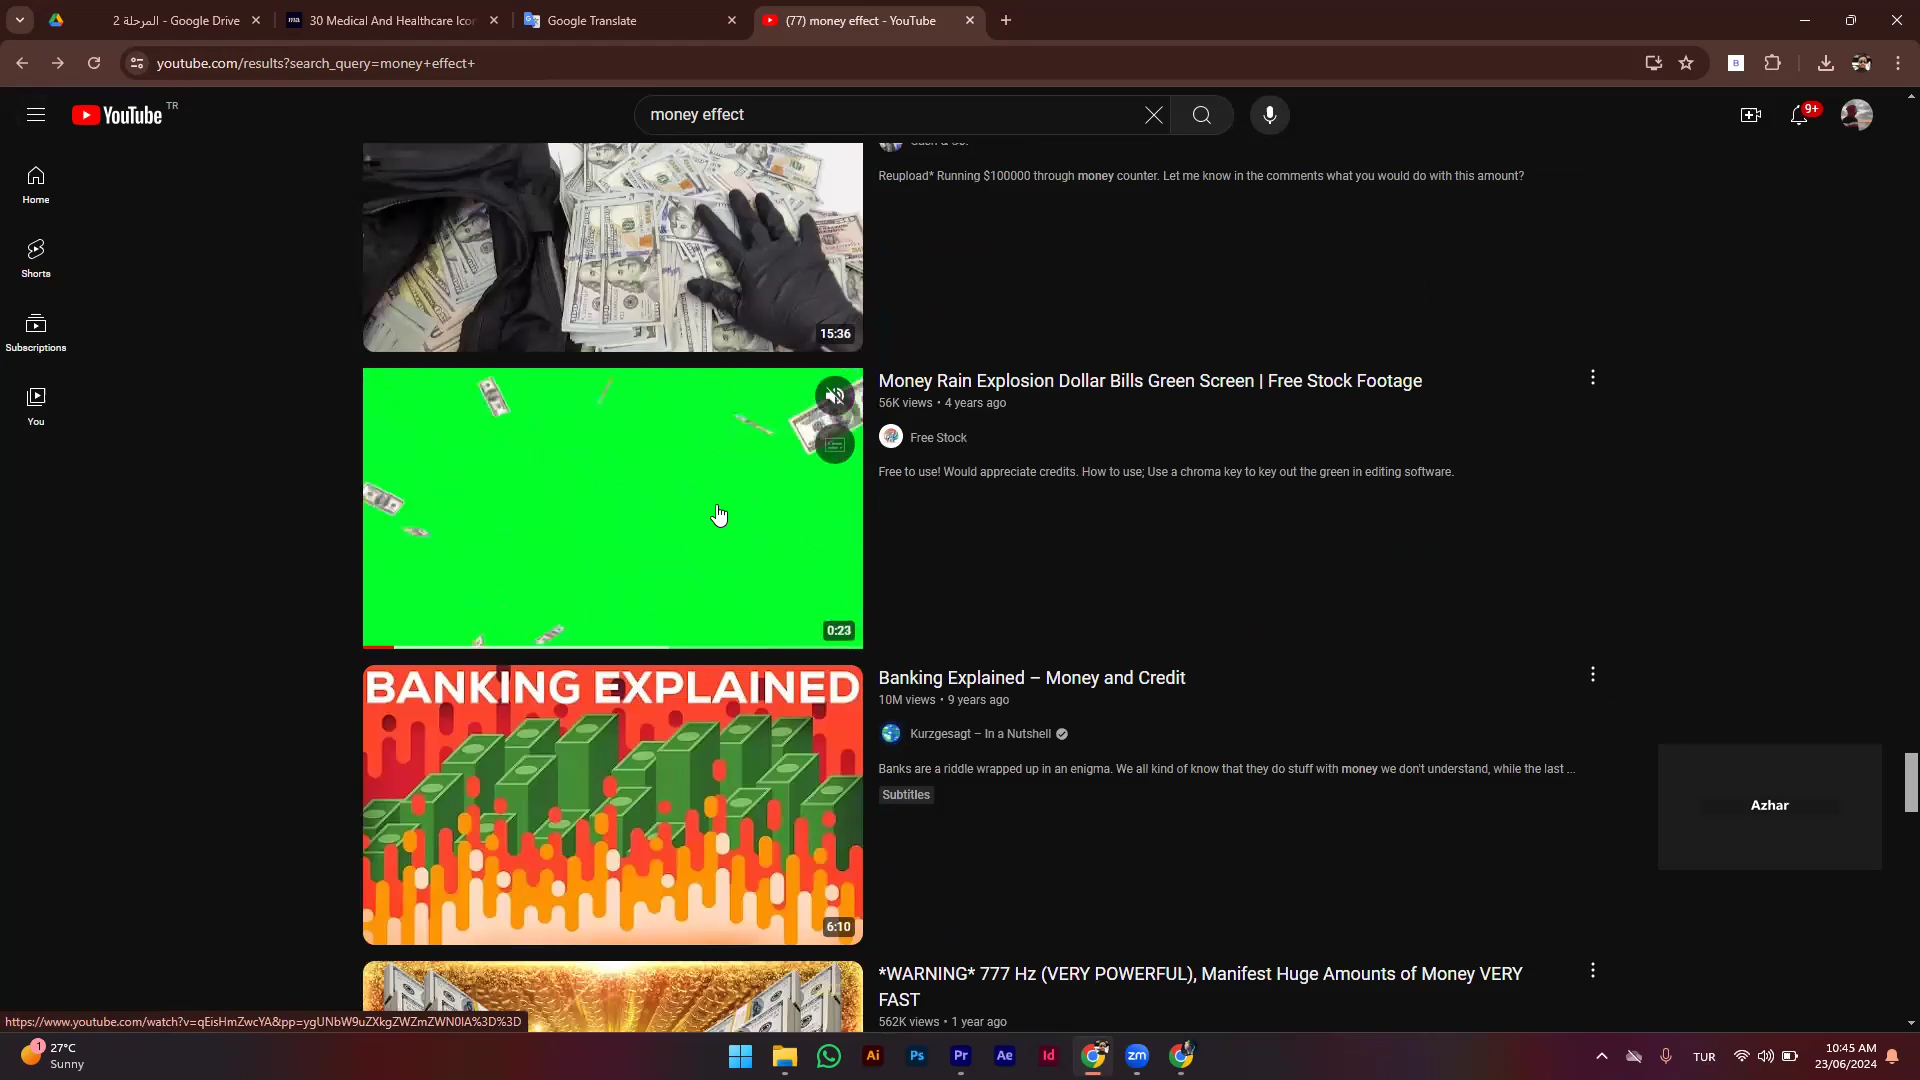 المرحلة 2 - Google Drive
ma
30 Medical And Healthcare Icon
Google Translate
(77) money effect - YouTube
youtube.com/results?search_query=money+effect+
B
YouTube TR
money effect
9+
Home
Shorts
Subscriptions
You
15:36
Reupload* Running $100000 through money counter. Let me know in the comments what you would do with this amount?
0:23
Money Rain Explosion Dollar Bills Green Screen | Free Stock Footage
56K views • 4 years ago
Free Stock
Free to use! Would appreciate credits. How to use; Use a chroma key to key out the green in editing software.
BANKING EXPLAINED
6:10
Banking Explained – Money and Credit
10M views • 9 years ago
Kurzgesagt – In a Nutshell
Banks are a riddle wrapped up in an enigma. We all kind of know that they do stuff with money we don't understand, while the last ...
Subtitles
Azhar
*WARNING* 777 Hz (VERY POWERFUL), Manifest Huge Amounts of Money VERY
FAST
562K views • 1 year ago
https://www.youtube.com/watch?v=qEisHmZwcYA&pp=ygUNbW9uZXkgZWZmZWN0IA%3D%3D
1
27°C
Sunny
Ai
Ps
Pr
Ae
Id
zm
TUR
10:45 AM
23/06/2024